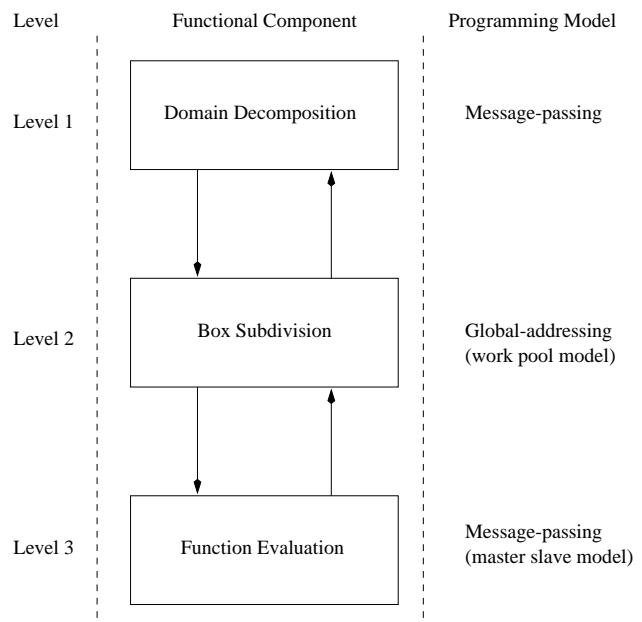 Level Functional Component Programming Model
Level 1 Domain Decomposition Message-passing
Level 2 Box Subdivision Global-addressing
(work pool model)
Level 3 Function Evaluation Message-passing
(master slave model)